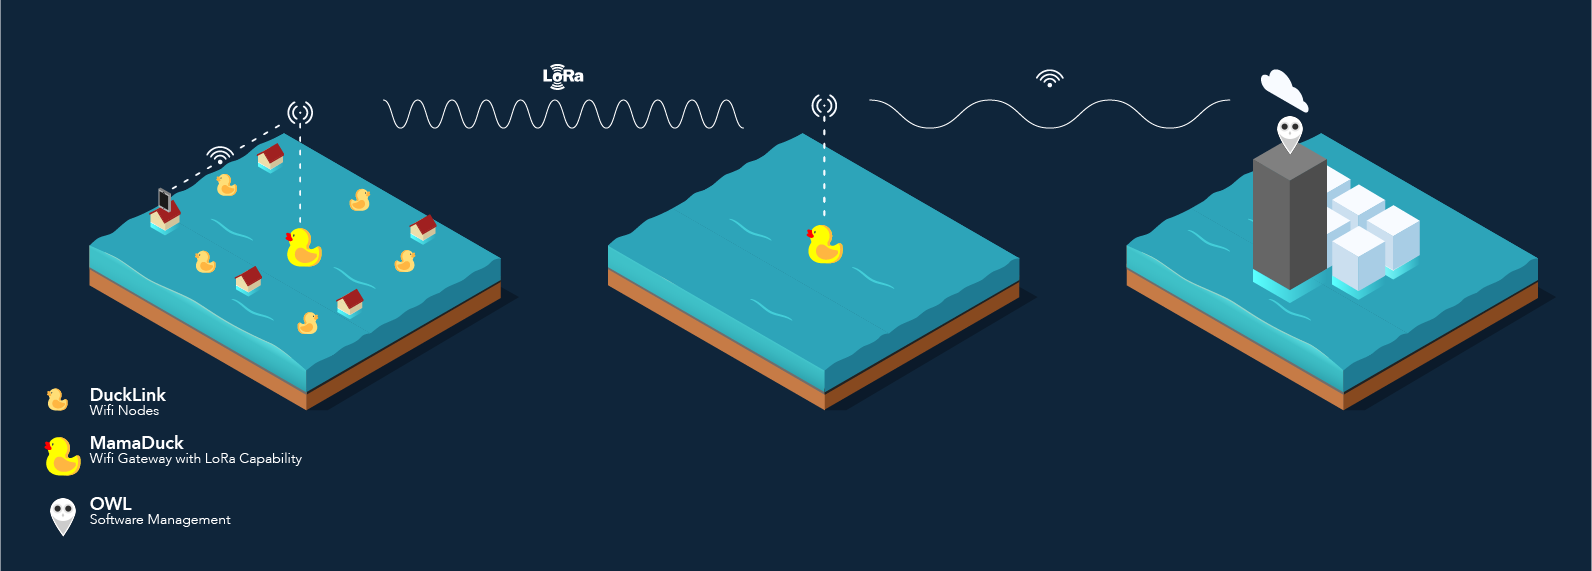 LoRa
DuckLink
Wifi Nodes
MamaDuck
Wifi Gateway with LoRa Capability
OWL
Software Management